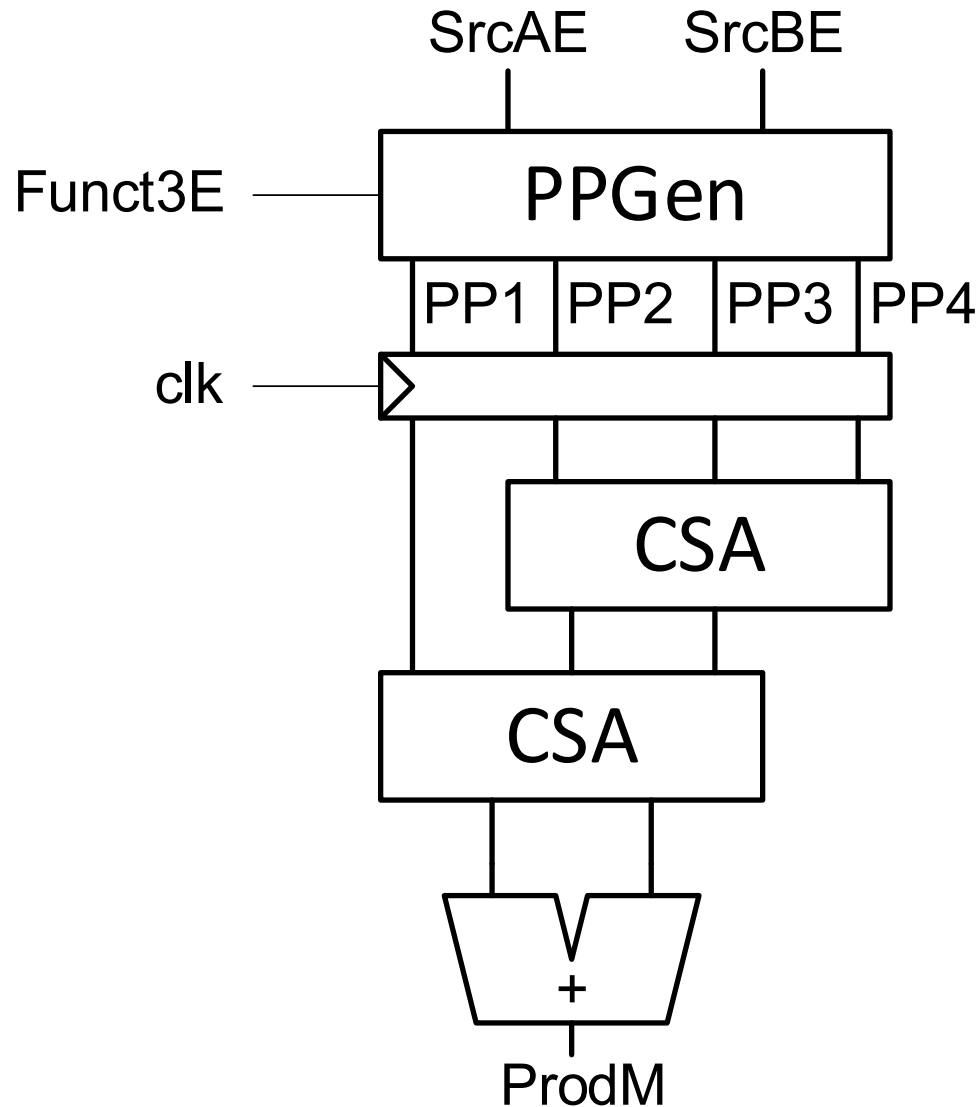 SrcAE SrcBE
Funct3E PPGen
PP1 PP2 PP3 PP4
clk
CSA
CSA
+
ProdM